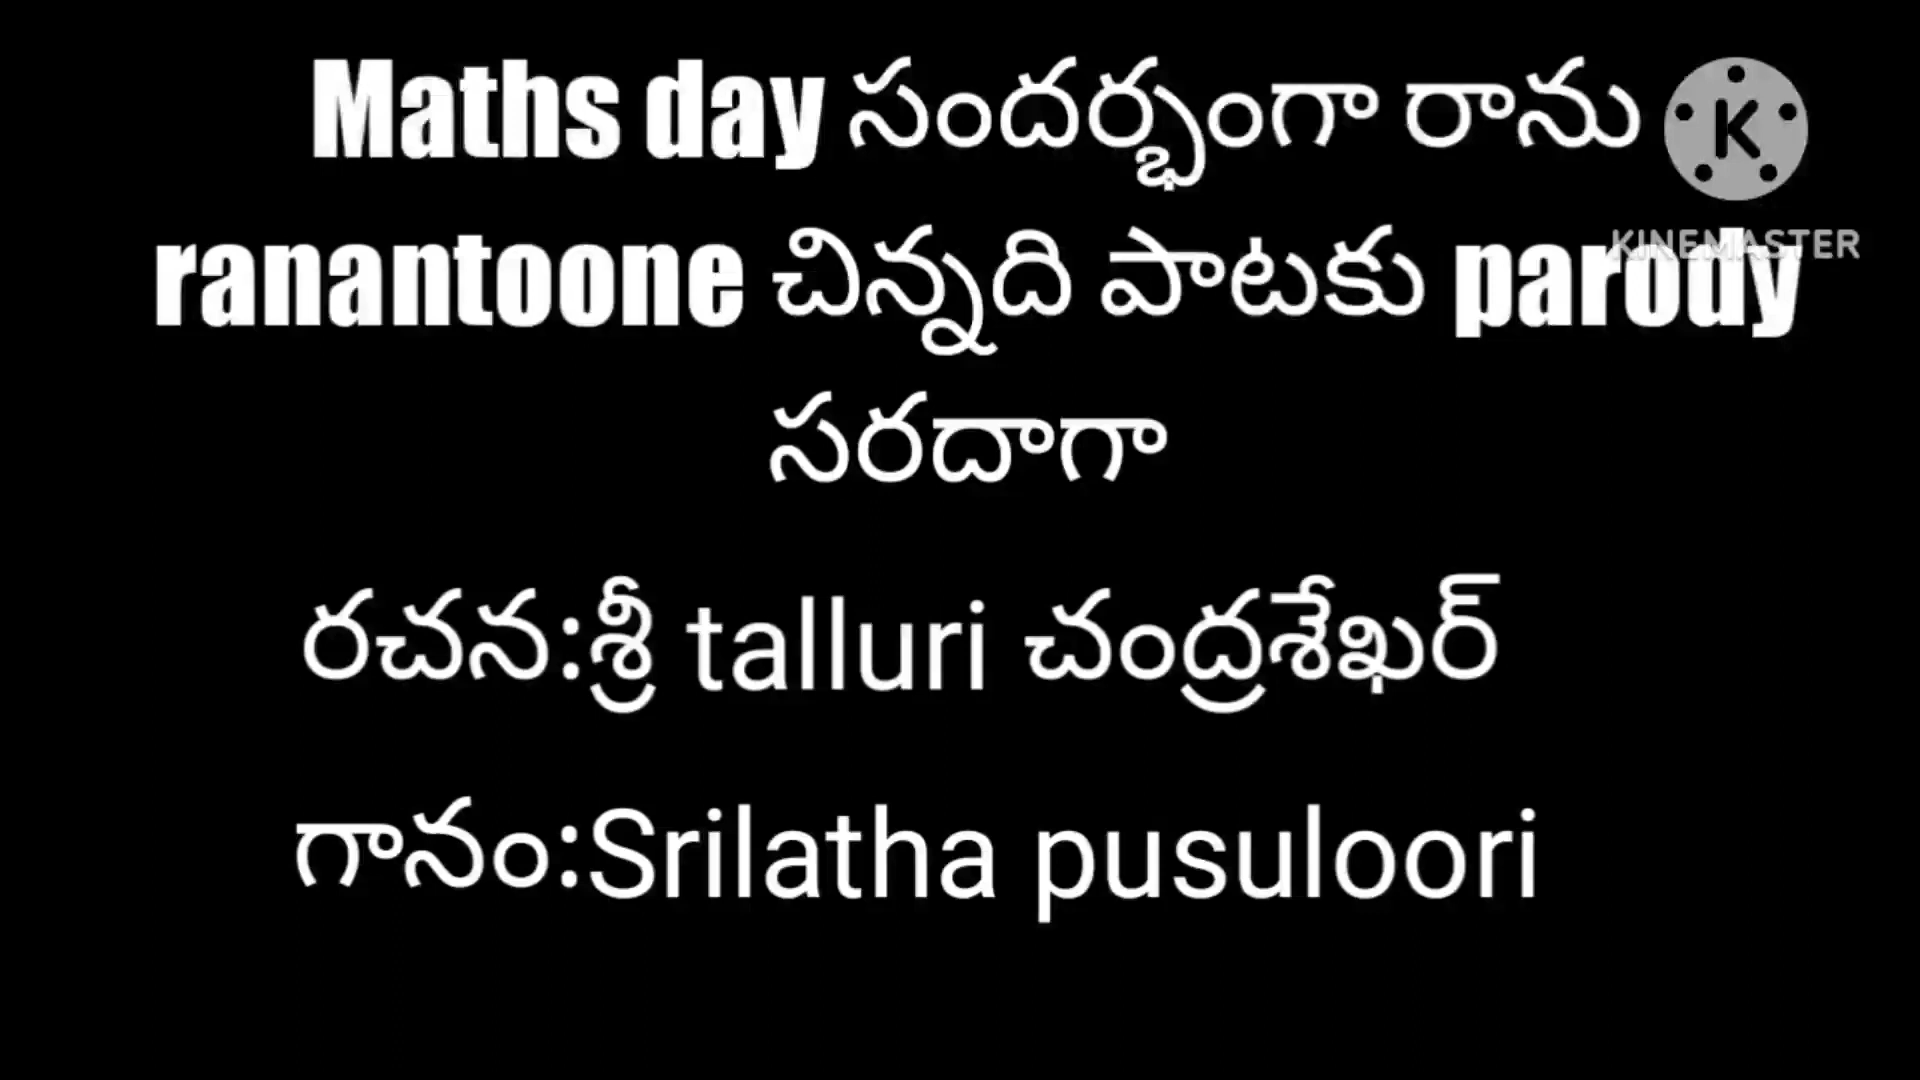 Maths day సందర్భంగా రాను
ranantoone చిన్నది పాటకు parody
సరదాగా
రచన:శ్రీ talluri చంద్రశేఖర్
గానం:Srilatha pusuloori
K
KINEMASTER